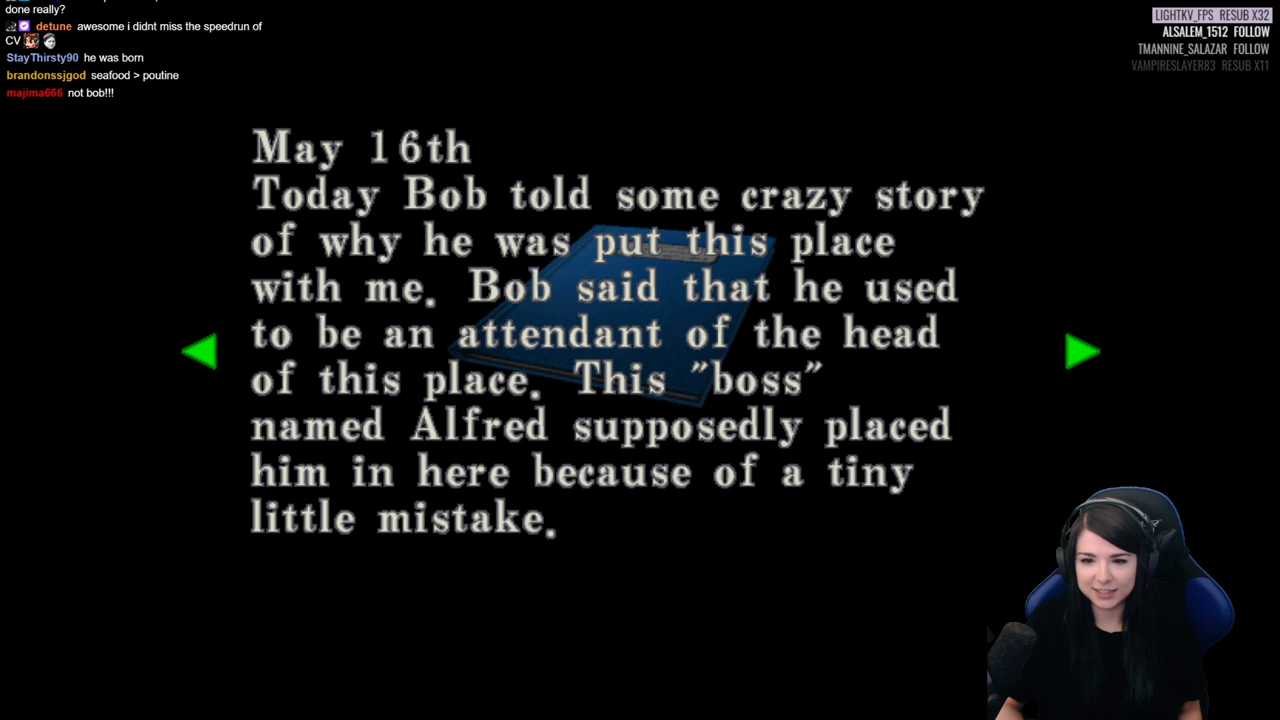 done really?
detune awesome i didnt miss the speedrun of
CV
StayThirsty90 he was born
brandonssjgod seafood > poutine
majima666 not bob!!!
LIGHTKV_FPS RESUB X32
ALSALEM_1512 FOLLOW
TMANNINE_SALAZAR FOLLOW
VAMPIRESLAYER83 RESUB X11
May 16th
Today Bob told some crazy story
of why he was put this place
with me. Bob said that he used
to be an attendant of the head
of this place. This "boss"
named Alfred supposedly placed
him in here because of a tiny
little mistake.